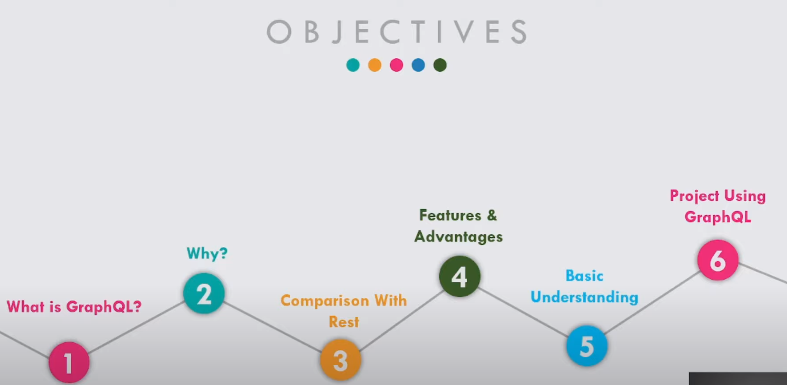 OBJECTIVES
What is GraphQL?
1
Why?
2
Comparison With
Rest
3
Features &
Advantages
4
Basic
Understanding
5
Project Using
GraphQL
6